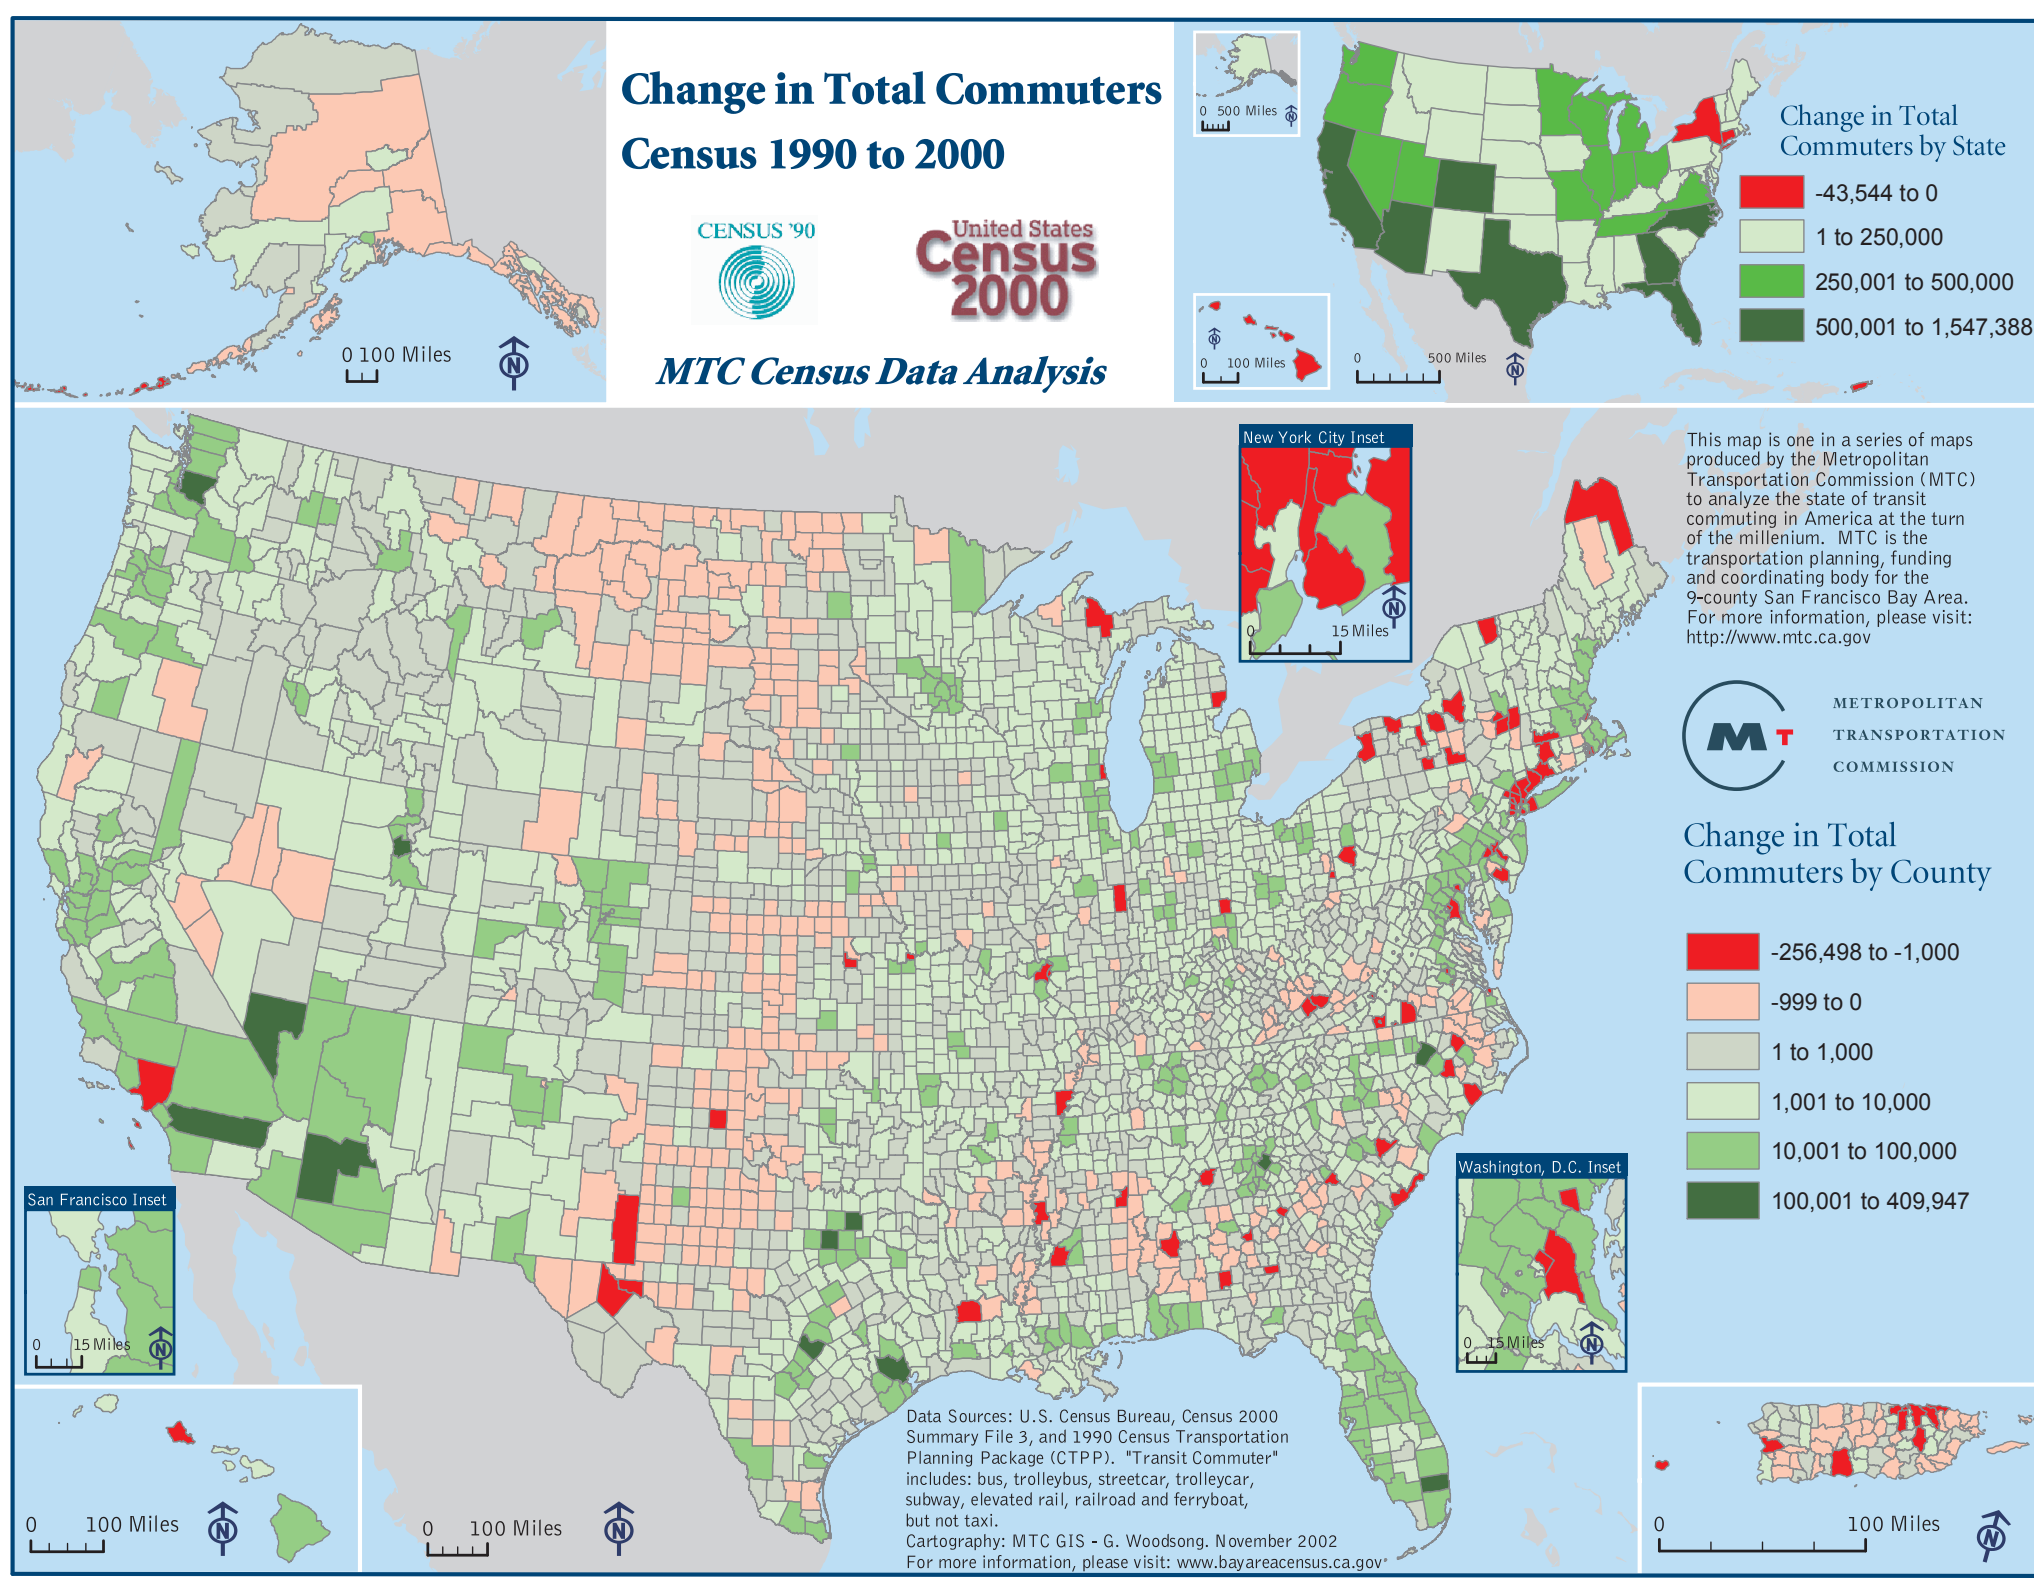 Change in Total Commuters
Census 1990 to 2000
CENSUS '90
United States
Census
2000
MTC Census Data Analysis
0 100 Miles
N
0 500 Miles
N
N
0 100 Miles
0 500 Miles
N
Change in Total
Commuters by State
-43,544 to 0
1 to 250,000
250,001 to 500,000
500,001 to 1,547,388
New York City Inset
N
0 15 Miles
This map is one in a series of maps
produced by the Metropolitan
Transportation Commission (MTC)
to analyze the state of transit
commuting in America at the turn
of the millenium. MTC is the
transportation planning, funding
and coordinating body for the
9-county San Francisco Bay Area.
For more information, please visit:
http://www.mtc.ca.gov
M T
METROPOLITAN
TRANSPORTATION
COMMISSION
Change in Total
Commuters by County
-256,498 to -1,000
-999 to 0
1 to 1,000
1,001 to 10,000
10,001 to 100,000
100,001 to 409,947
San Francisco Inset
0 15 Miles
N
Washington, D.C. Inset
0 15 Miles
N
0 100 Miles
N
0 100 Miles
N
Data Sources: U.S. Census Bureau, Census 2000
Summary File 3, and 1990 Census Transportation
Planning Package (CTPP). "Transit Commuter"
includes: bus, trolleybus, streetcar, trolleycar,
subway, elevated rail, railroad and ferryboat,
but not taxi.
Cartography: MTC GIS - G. Woodsong. November 2002
For more information, please visit: www.bayareacensus.ca.gov
0 100 Miles
N